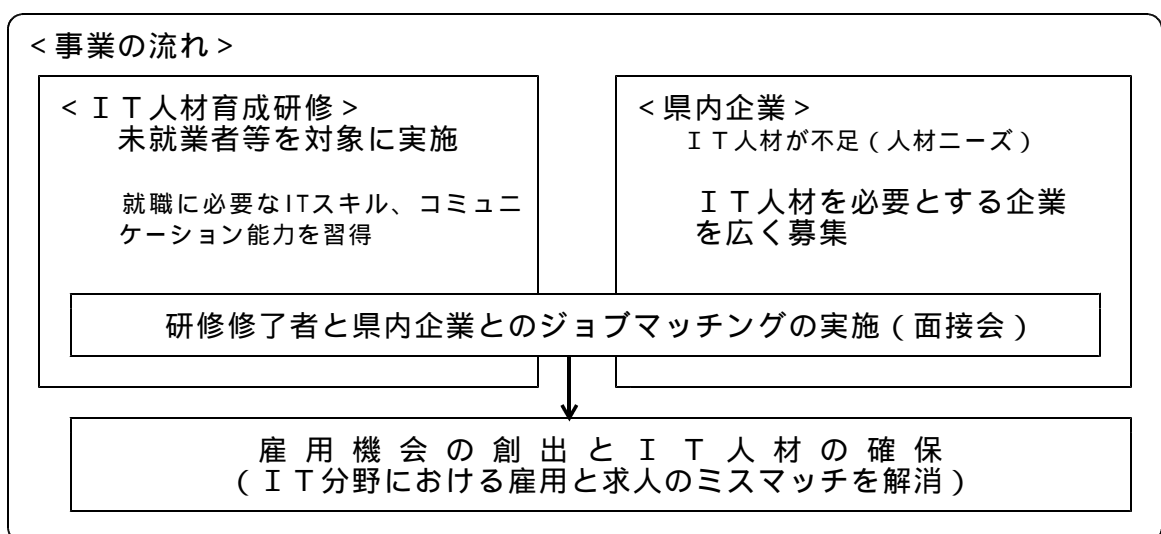 <事業の流れ>
<ＩＴ人材育成研修>
未就業者等を対象に実施
就職に必要なITスキル、コミュニ
ケーション能力を習得
<県内企業>
ＩＴ人材が不足(人材ニーズ)
ＩＴ人材を必要とする企業
を広く募集
研修修了者と県内企業とのジョブマッチングの実施(面接会)
雇用機会の創出とＩＴ人材の確保
(ＩＴ分野における雇用と求人のミスマッチを解消)